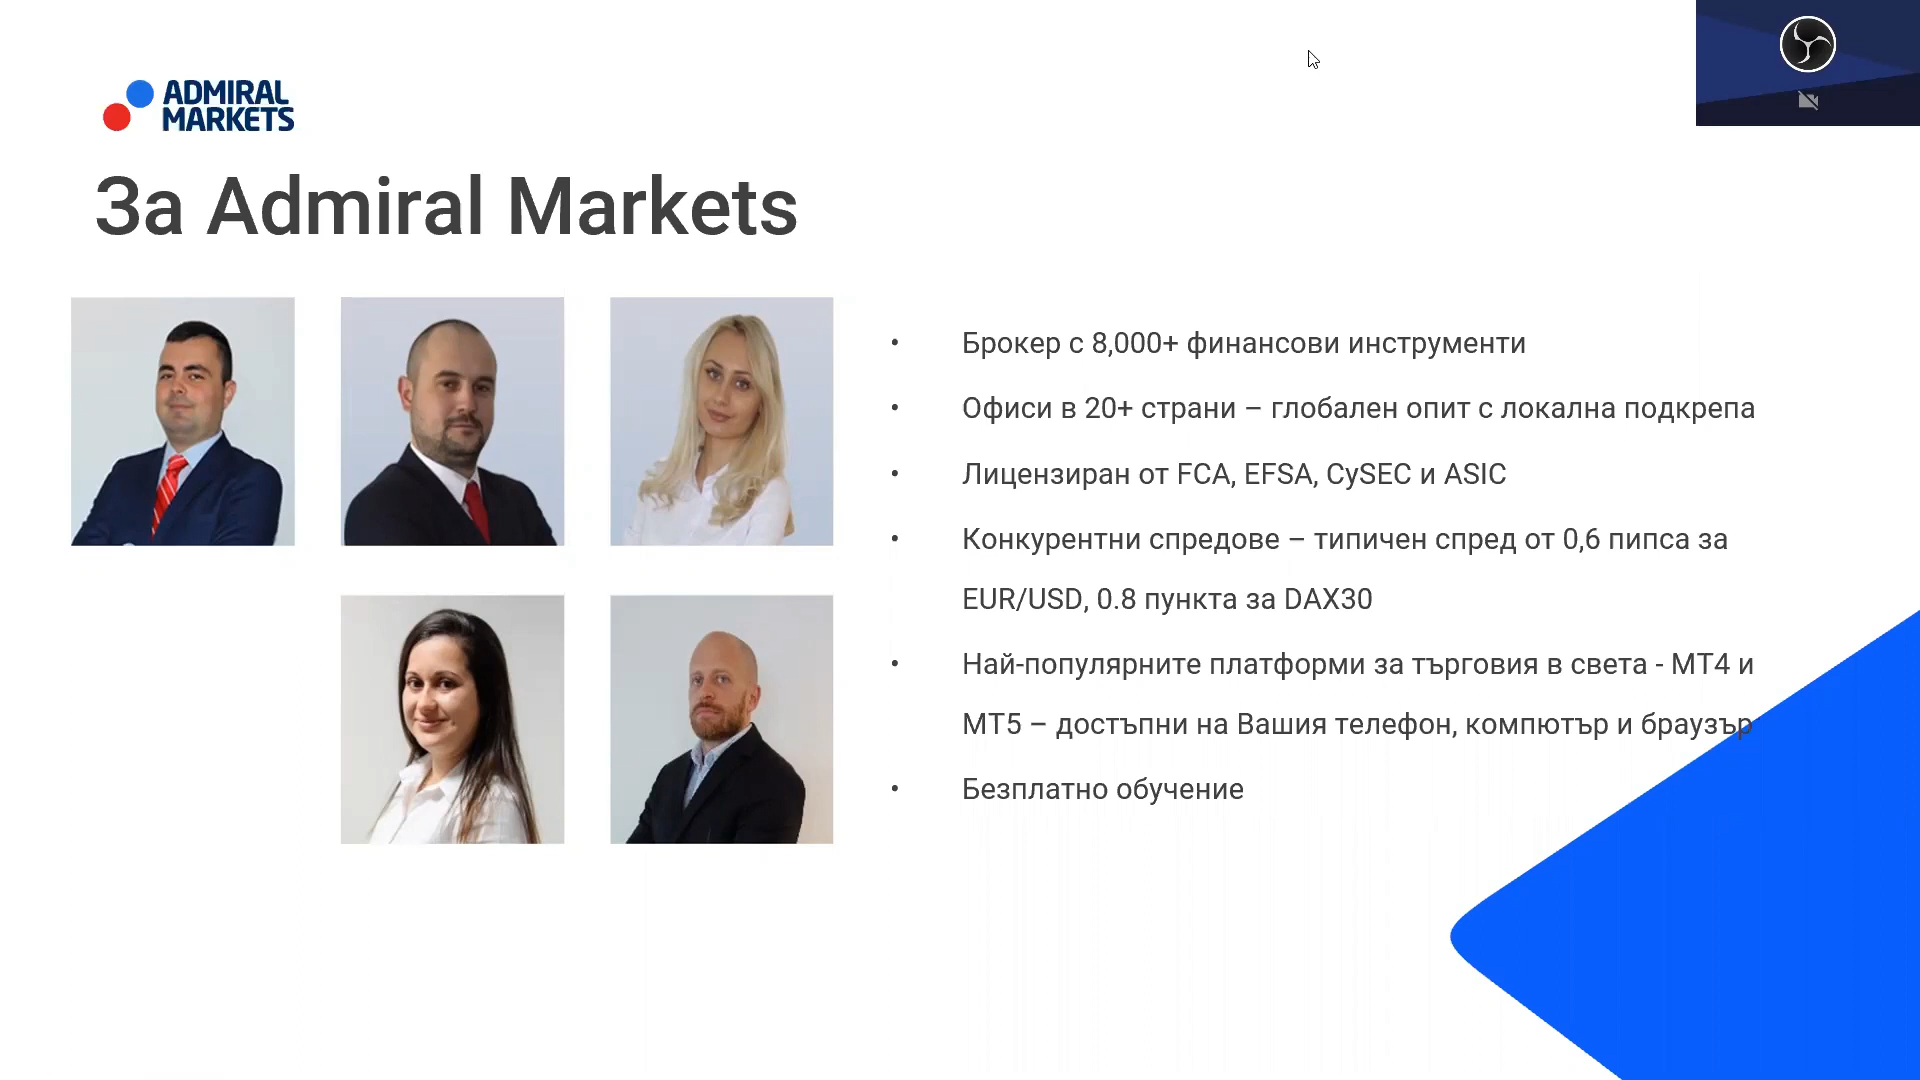 ADMIRAL
MARKETS
За Admiral Markets
• Брокер с 8,000+ финансови инструменти
• Офиси в 20+ страни – глобален опит с локална подкрепа
• Лицензиран от FCA, EFSA, CySEC и ASIC
• Конкурентни спредове – типичен спред от 0,6 пипса за
EUR/USD, 0.8 пункта за DAX30
• Най-популярните платформи за търговия в света - MT4 и
MT5 – достъпни на Вашия телефон, компютър и браузър
• Безплатно обучение